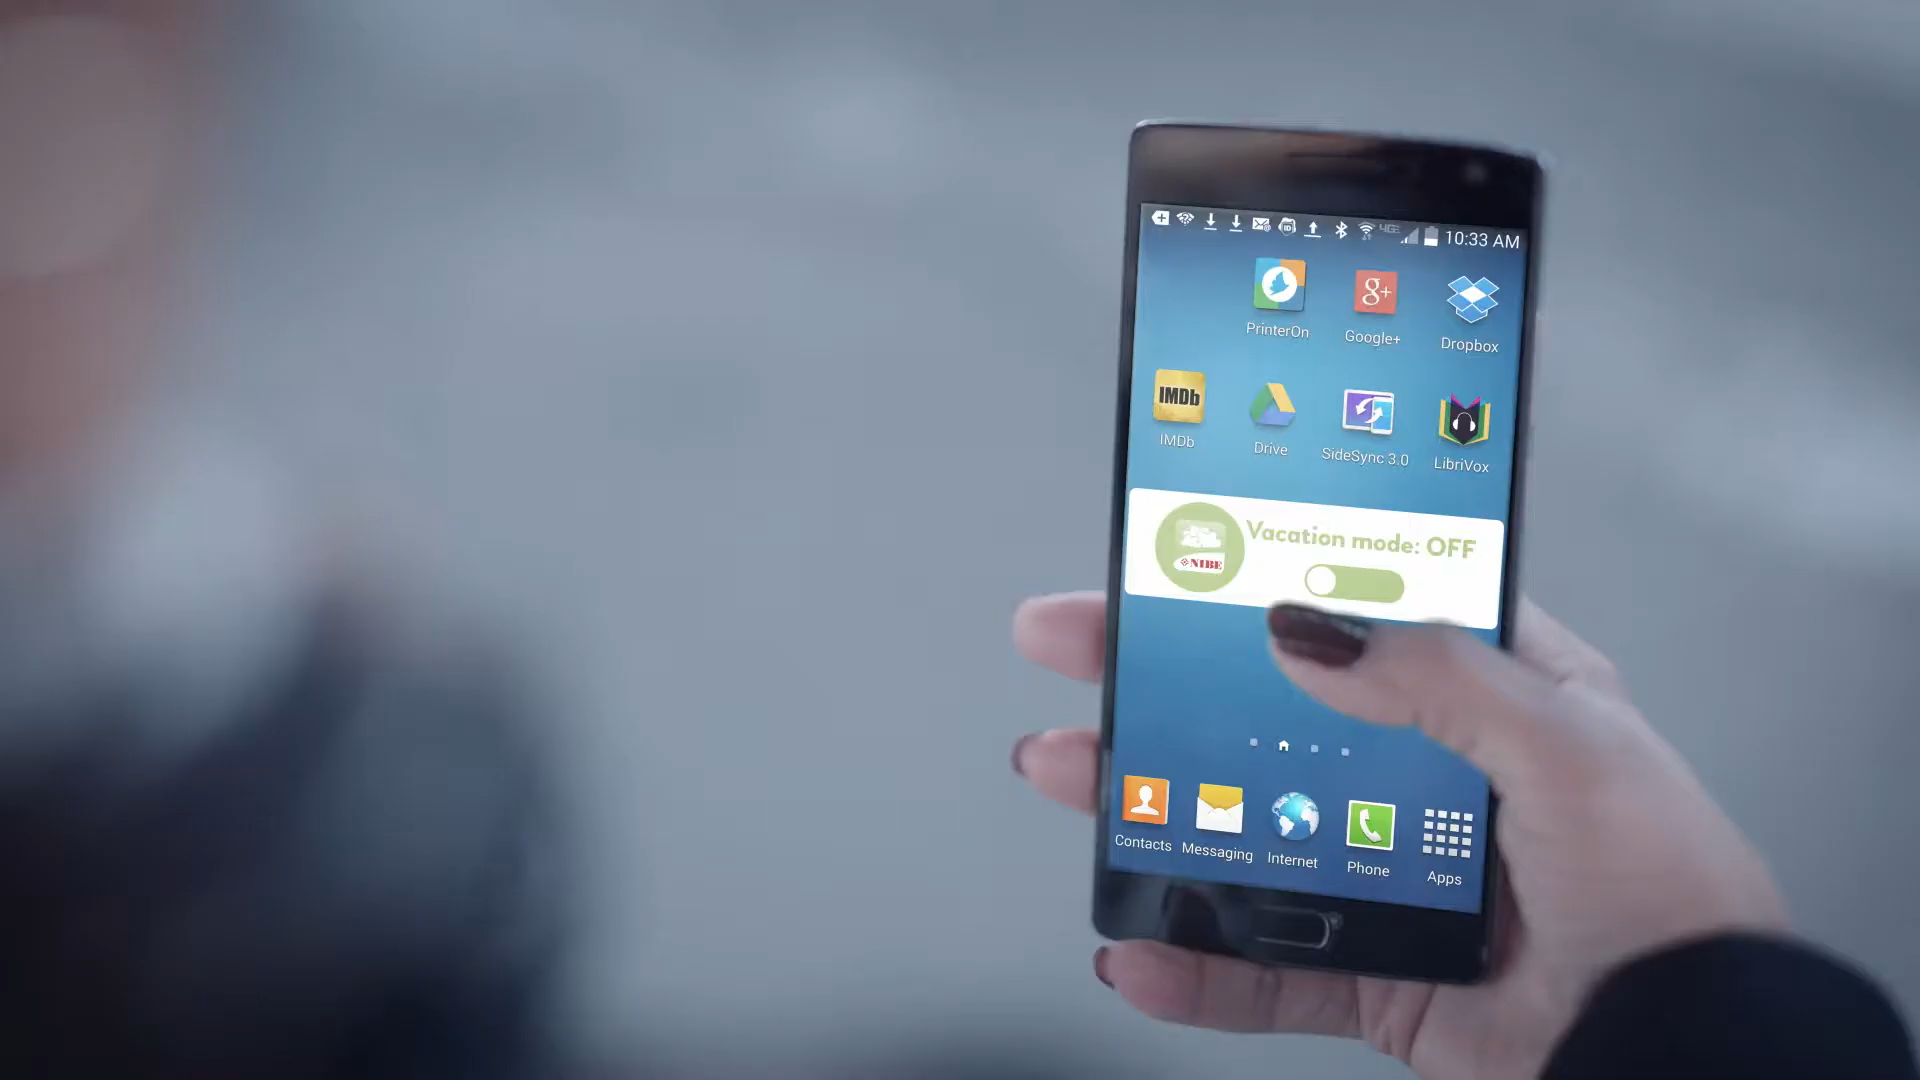 10:33 AM
PrinterOn
g+
Google+
Dropbox
IMDb
IMDb
Drive
SideSync 3.0
LibriVox
Vacation mode: OFF
NIBE
Contacts
Messaging
Internet
Phone
Apps